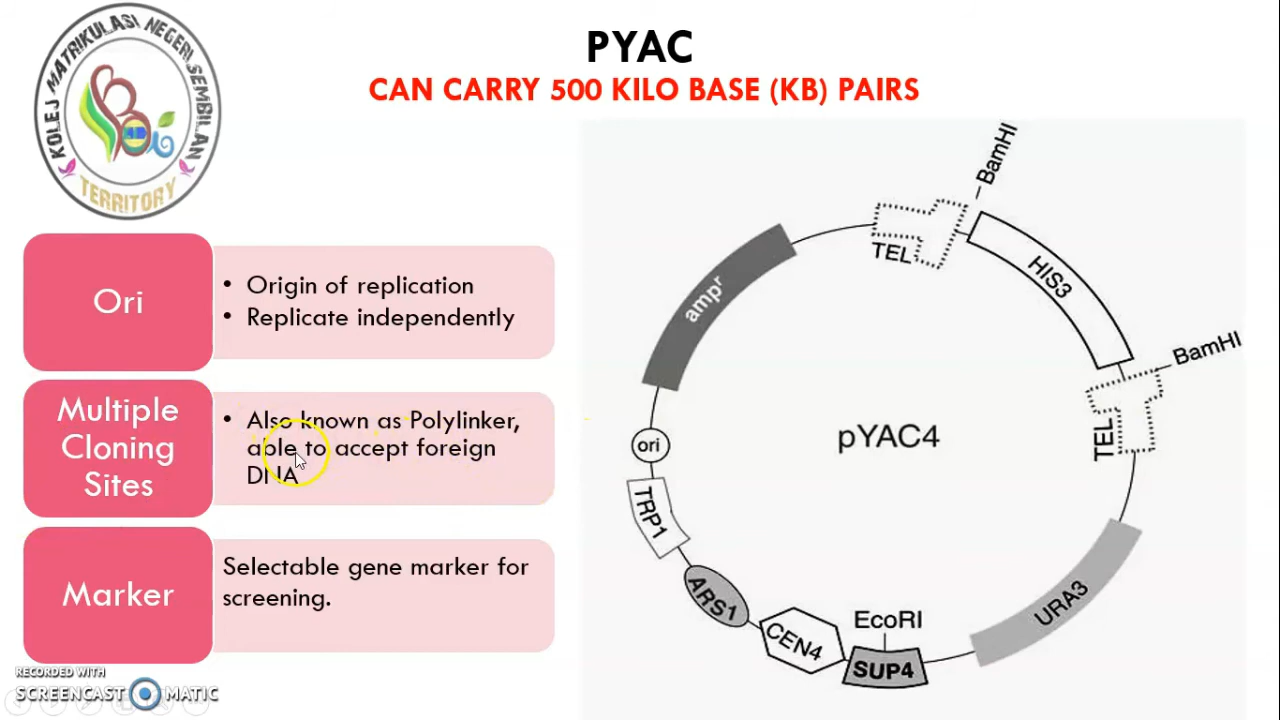 PYAC
CAN CARRY 500 KILO BASE (KB) PAIRS
KOLEJ MATRIKULASI NEGERI SEMBILAN
TERRITORY
Ori
• Origin of replication
• Replicate independently
Multiple
Cloning
Sites
• Also known as Polylinker,
able to accept foreign
DNA
Marker
Selectable gene marker for
screening.
BamHI
TEL
HIS3
BamHI
TEL
ampʳ
ori
pYAC4
TRP1
ARS1
CEN4
EcoRI
SUP4
URA3
RECORDED WITH
SCREENCAST MATIC